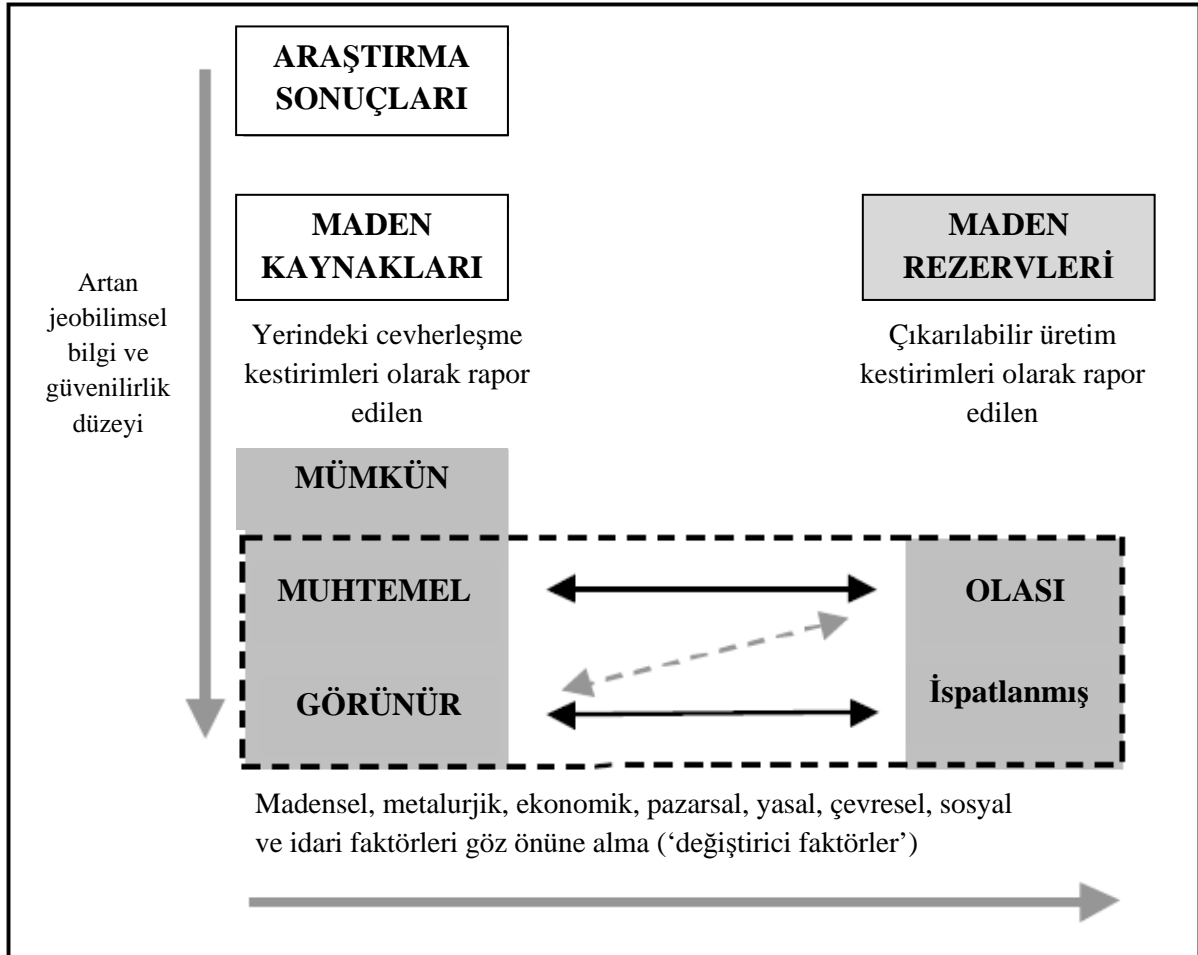 ARAŞTIRMA
SONUÇLARI
MADEN
KAYNAKLARI
MADEN
REZERVLERİ
Artan
jeobilimsel
bilgi ve
güvenilirlik
düzeyi
Yerindeki cevherleşme
kestirimleri olarak rapor
edilen
Çıkarılabilir üretim
kestirimleri olarak rapor
edilen
MÜMKÜN
MUHTEMEL
OLASI
GÖRÜNÜR
İspatlanmış
Madensel, metalurjik, ekonomik, pazarsal, yasal, çevresel, sosyal
ve idari faktörleri göz önüne alma (‘değiştirici faktörler’)